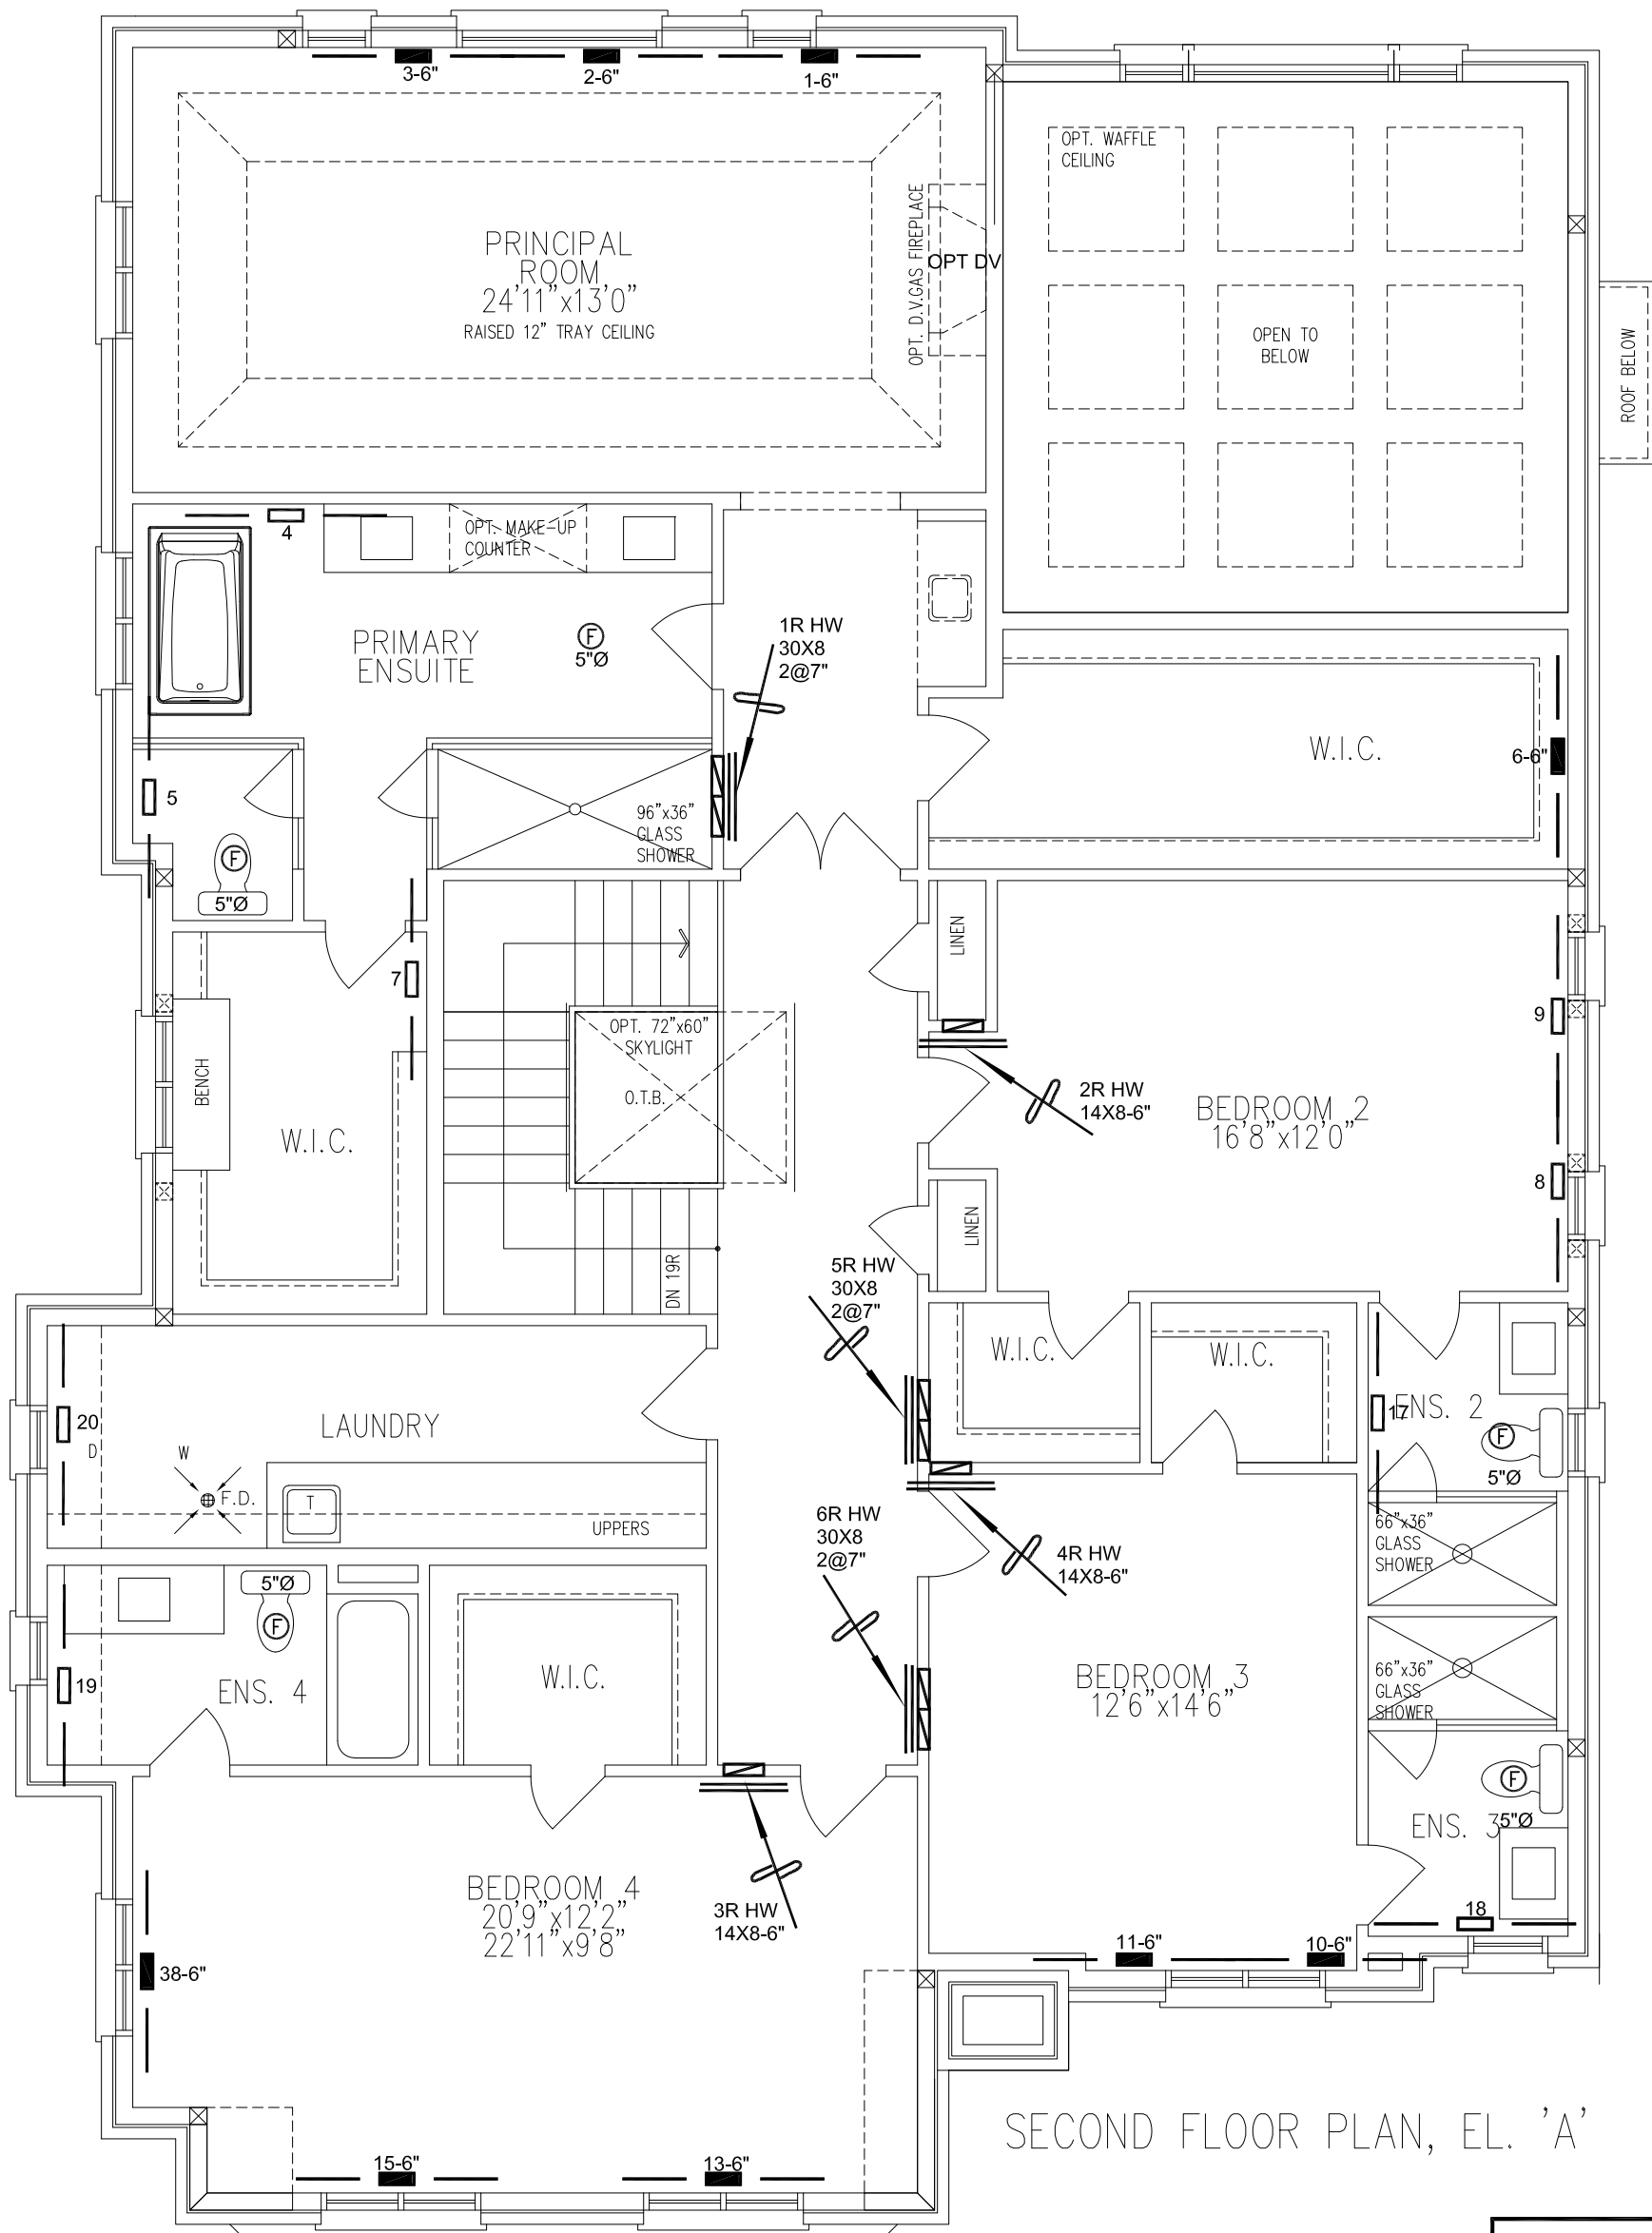 3-6"
2-6"
1-6"
OPT. WAFFLE
CEILING
PRINCIPAL
ROOM
24'11"x13'0"
RAISED 12" TRAY CEILING
OPT. D.V.GAS FIREPLACE
OPT DV
OPEN TO
BELOW
ROOF BELOW
4
OPT. MAKE-UP
COUNTER
PRIMARY
ENSUITE
F
5"Ø
1R HW
30X8
2@7"
W.I.C.
6-6"
5
96"x36"
GLASS
SHOWER
F
5"Ø
LINEN
7
OPT. 72"x60"
SKYLIGHT
O.T.B.
9
BENCH
W.I.C.
2R HW
14X8-6"
BEDROOM 2
16'8"x12'0"
8
LINEN
DN 19R
5R HW
30X8
2@7"
W.I.C.
W.I.C.
20
D
W
LAUNDRY
17
ENS. 2
F
5"Ø
F.D.
T
UPPERS
6R HW
30X8
2@7"
4R HW
14X8-6"
66"x36"
GLASS
SHOWER
5"Ø
F
19
ENS. 4
W.I.C.
BEDROOM 3
12'6"x14'6"
66"x36"
GLASS
SHOWER
F
ENS. 3
5"Ø
BEDROOM 4
20'9"x12'2"
22'11"x9'8"
3R HW
14X8-6"
18
38-6"
11-6"
10-6"
SECOND FLOOR PLAN, EL. 'A'
15-6"
13-6"